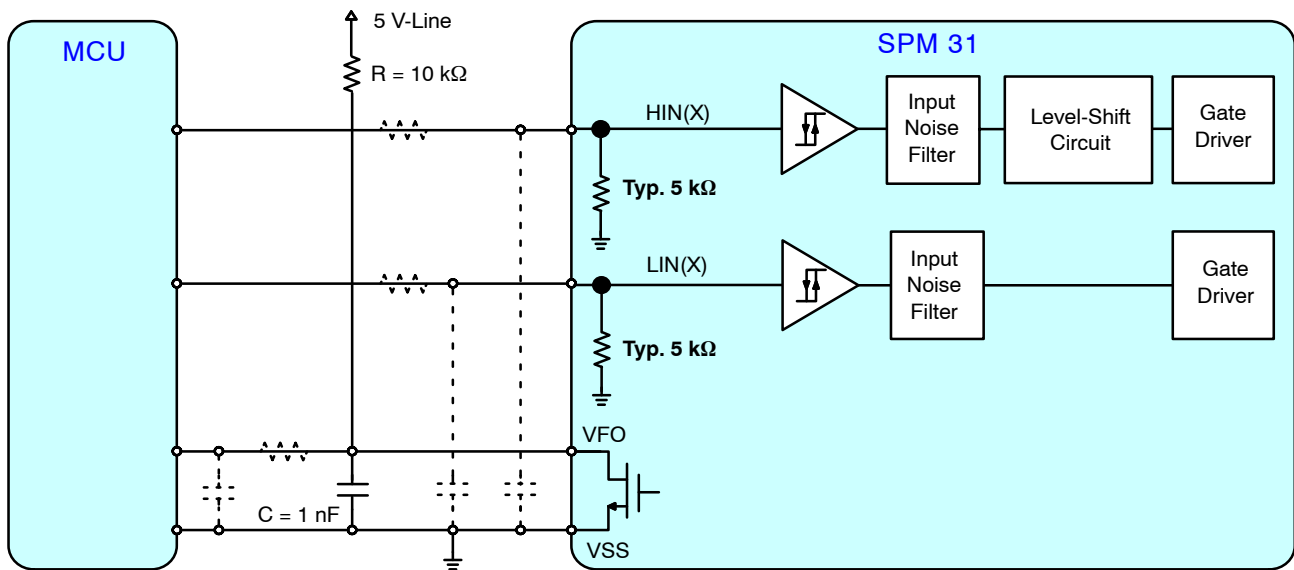 5 V-Line
MCU
SPM 31
R = 10 kΩ
HIN(X)
Input
Noise
Filter
Level-Shift
Circuit
Gate
Driver
Typ. 5 kΩ
LIN(X)
Input
Noise
Filter
Gate
Driver
Typ. 5 kΩ
VFO
C = 1 nF
VSS